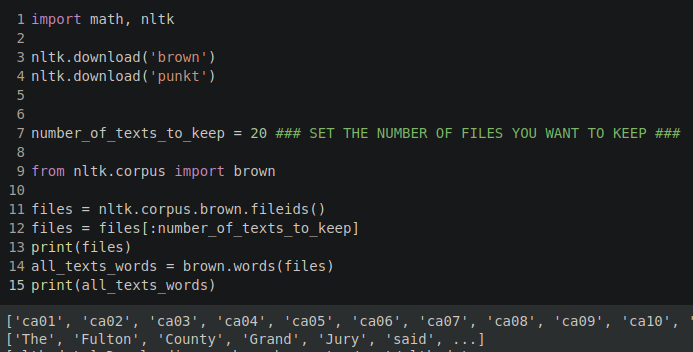 1 import math, nltk
2
3 nltk.download('brown')
4 nltk.download('punkt')
5
6
7 number_of_texts_to_keep = 20 ### SET THE NUMBER OF FILES YOU WANT TO KEEP ###
8
9 from nltk.corpus import brown
10
11 files = nltk.corpus.brown.fileids()
12 files = files[:number_of_texts_to_keep]
13 print(files)
14 all_texts_words = brown.words(files)
15 print(all_texts_words)
['ca01', 'ca02', 'ca03', 'ca04', 'ca05', 'ca06', 'ca07', 'ca08', 'ca09', 'ca10', '
['The', 'Fulton', 'County', 'Grand', 'Jury', 'said', ...]